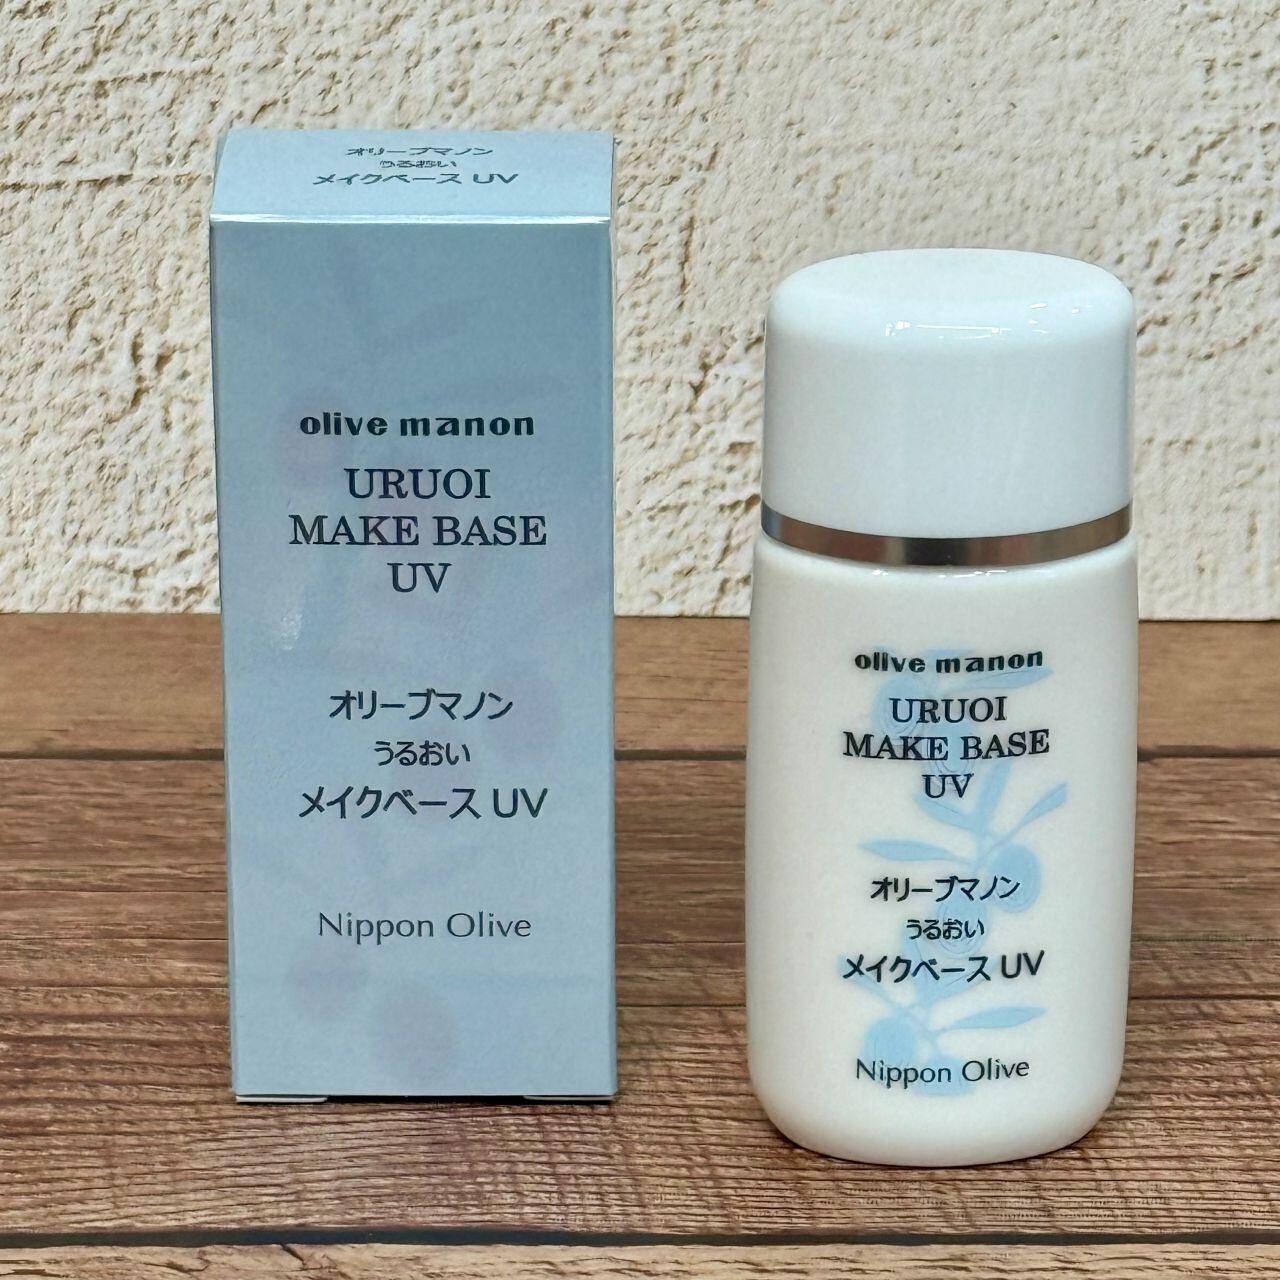 オリーブマノン
うるおい
メイクベース UV
olive manon
URUOI
MAKE BASE
UV
オリーブマノン
うるおい
メイクベース UV
Nippon Olive
olive manon
URUOI
MAKE BASE
UV
オリーブマノン
うるおい
メイクベース UV
Nippon Olive